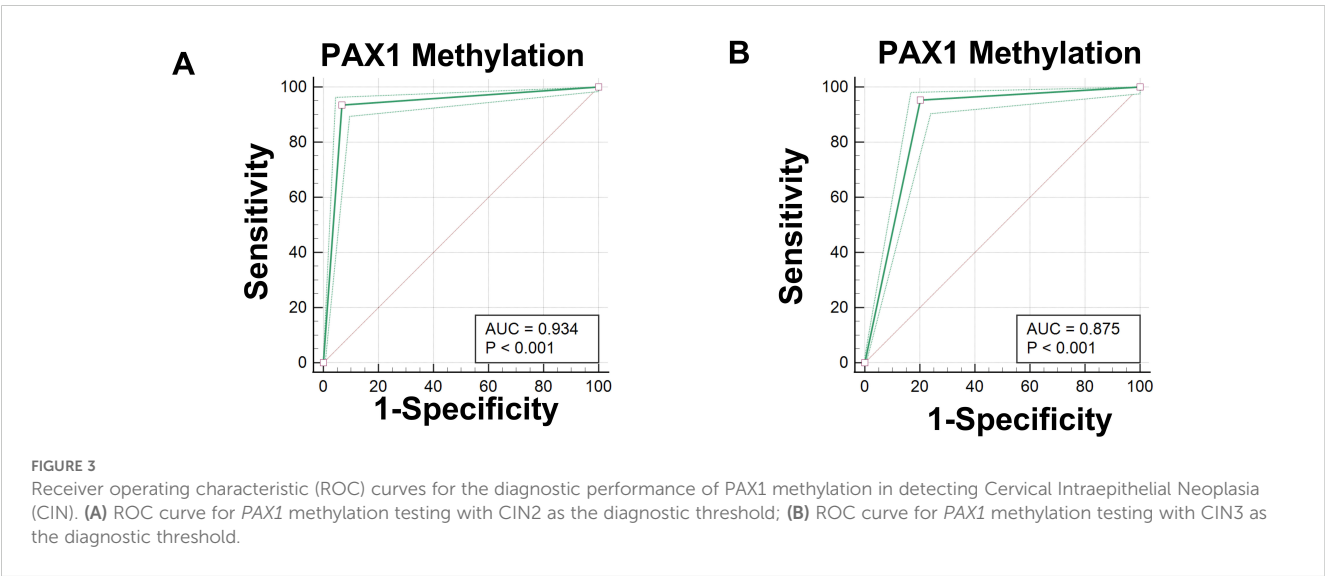 A
PAX1 Methylation
100
80
60
40
20
0
Sensitivity
AUC = 0.934
P < 0.001
0 20 40 60 80 100
1-Specificity
B
PAX1 Methylation
100
80
60
40
20
0
Sensitivity
AUC = 0.875
P < 0.001
0 20 40 60 80 100
1-Specificity
FIGURE 3
Receiver operating characteristic (ROC) curves for the diagnostic performance of PAX1 methylation in detecting Cervical Intraepithelial Neoplasia
(CIN). (A) ROC curve for PAX1 methylation testing with CIN2 as the diagnostic threshold; (B) ROC curve for PAX1 methylation testing with CIN3 as
the diagnostic threshold.